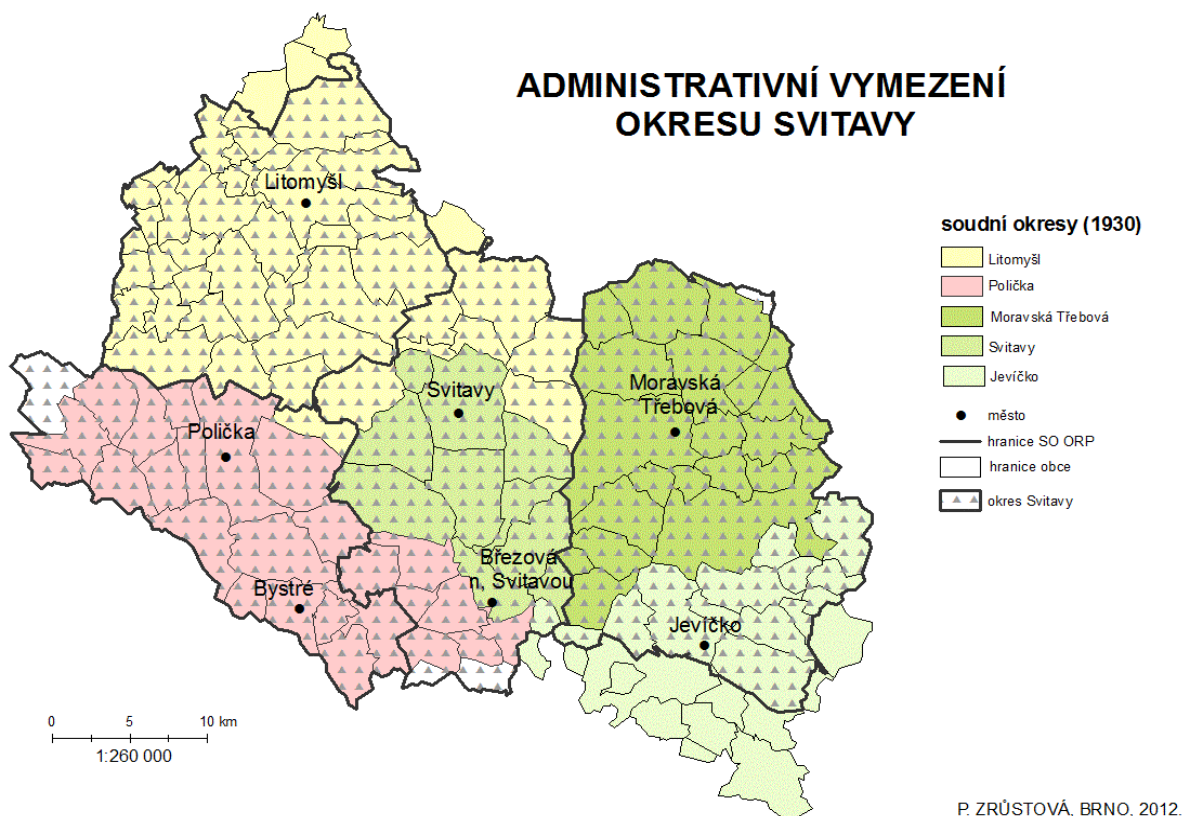 ADMINISTRATIVNÍ VYMEZENÍ
OKRESU SVITAVY
Litomyšl
Svitavy
Moravská
Třebová
Polička
Březová
n. Svitavou
Bystré
Jevíčko
soudní okresy (1930)
Litomyšl
Polička
Moravská Třebová
Svitavy
Jevíčko
město
hranice SO ORP
hranice obce
okres Svitavy
0 5 10 km
1:260 000
P. ZRŮSTOVÁ, BRNO, 2012.